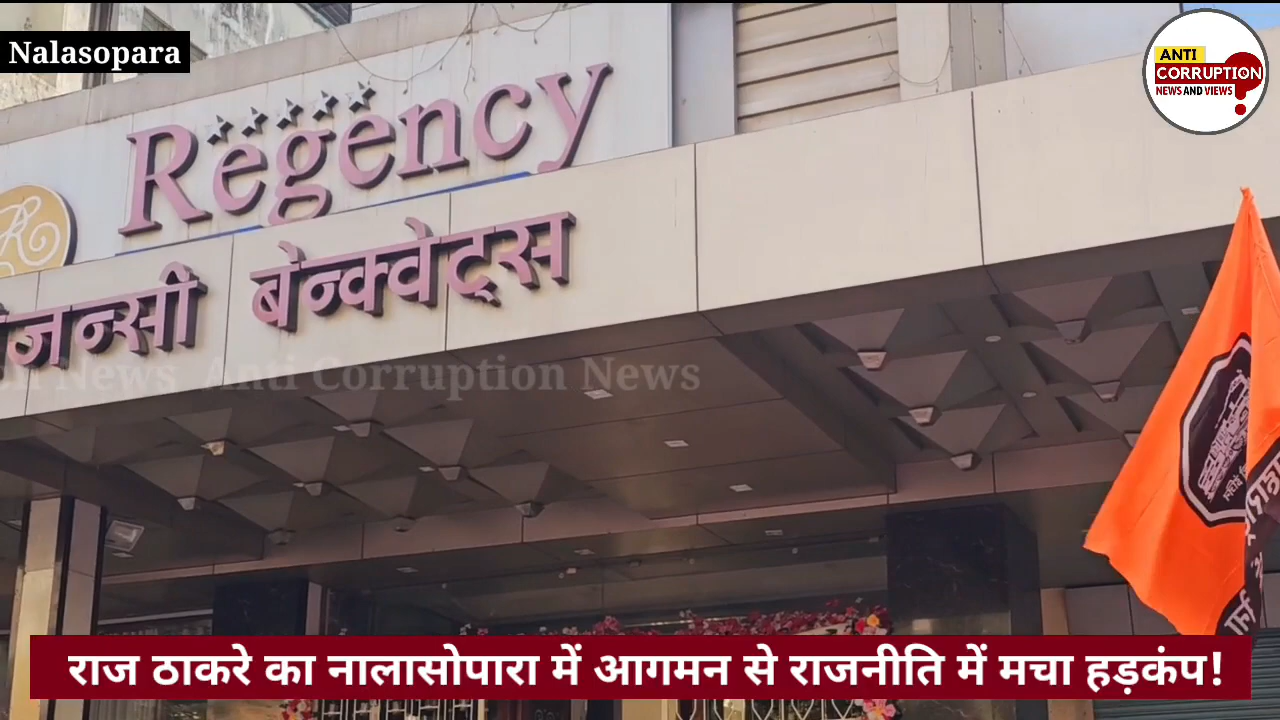 Nalasopara
ANTI
CORRUPTION
NEWS AND VIEWS
Regency
बेन्क्वेट्स
Anti Corruption News
राज ठाकरे का नालासोपारा में आगमन से राजनीति में मचा हड़कंप!